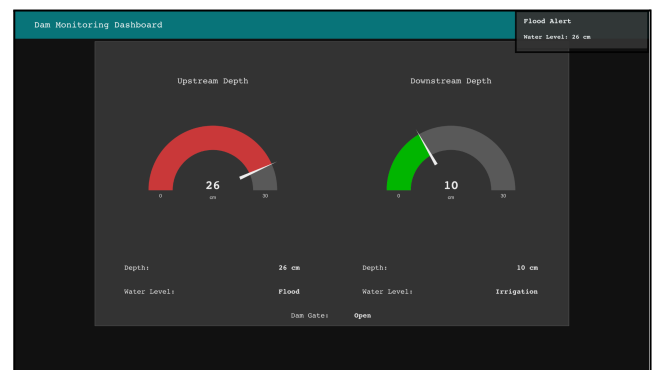 Dam Monitoring Dashboard
Flood Alert
Water Level: 26 cm
Upstream Depth
Downstream Depth
26
cm
0
30
10
cm
0
30
Depth: 26 cm
Depth: 10 cm
Water Level: Flood
Water Level: Irrigation
Dam Gate: Open